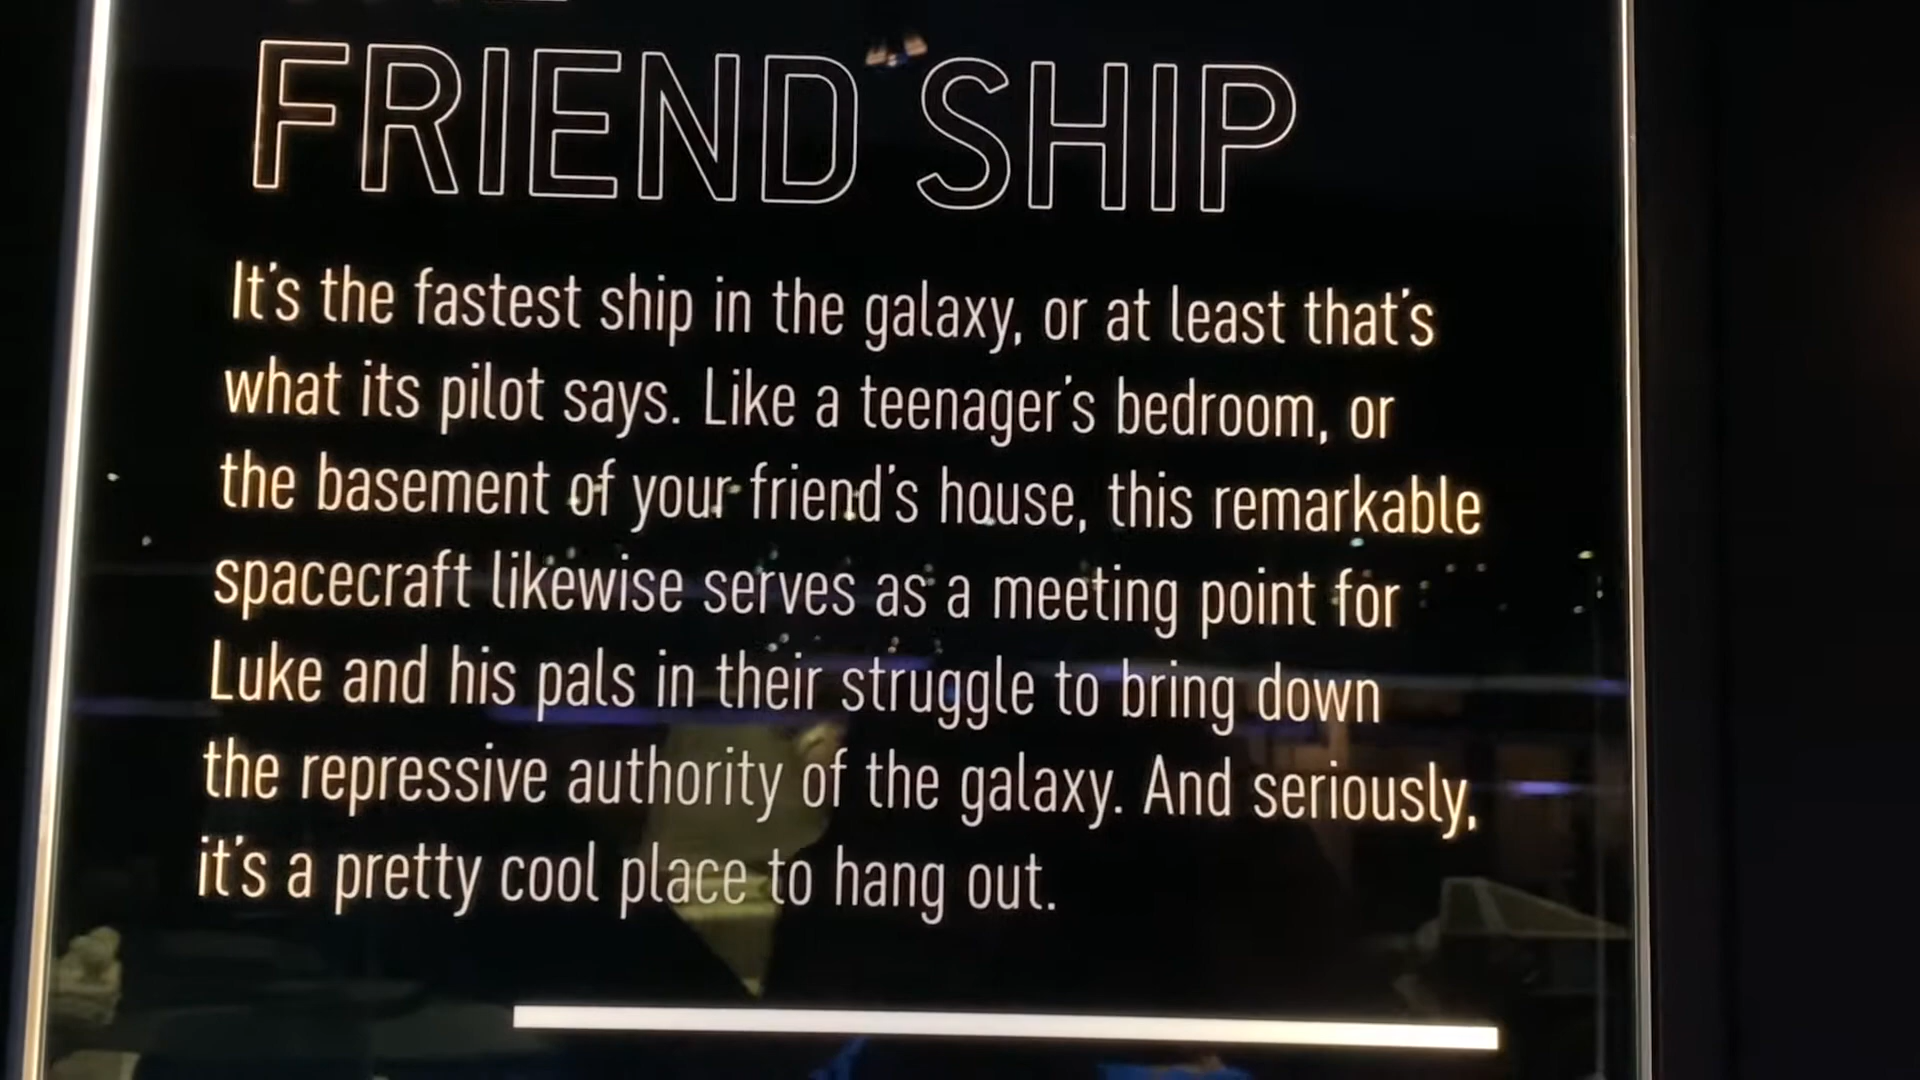 FRIEND SHIP
It's the fastest ship in the galaxy, or at least that's
what its pilot says. Like a teenager's bedroom, or
the basement of your friend's house, this remarkable
spacecraft likewise serves as a meeting point for
Luke and his pals in their struggle to bring down
the repressive authority of the galaxy. And seriously,
it's a pretty cool place to hang out.